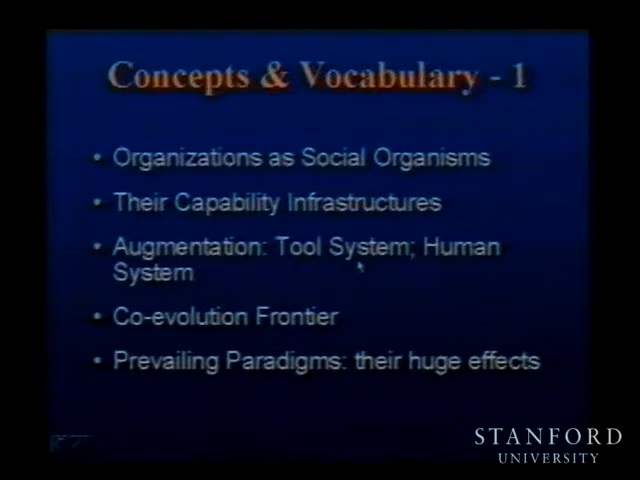 Concepts & Vocabulary - 1
• Organizations as Social Organisms
• Their Capability Infrastructures
• Augmentation: Tool System; Human
System
• Co-evolution Frontier
• Prevailing Paradigms: their huge effects
STANFORD
UNIVERSITY